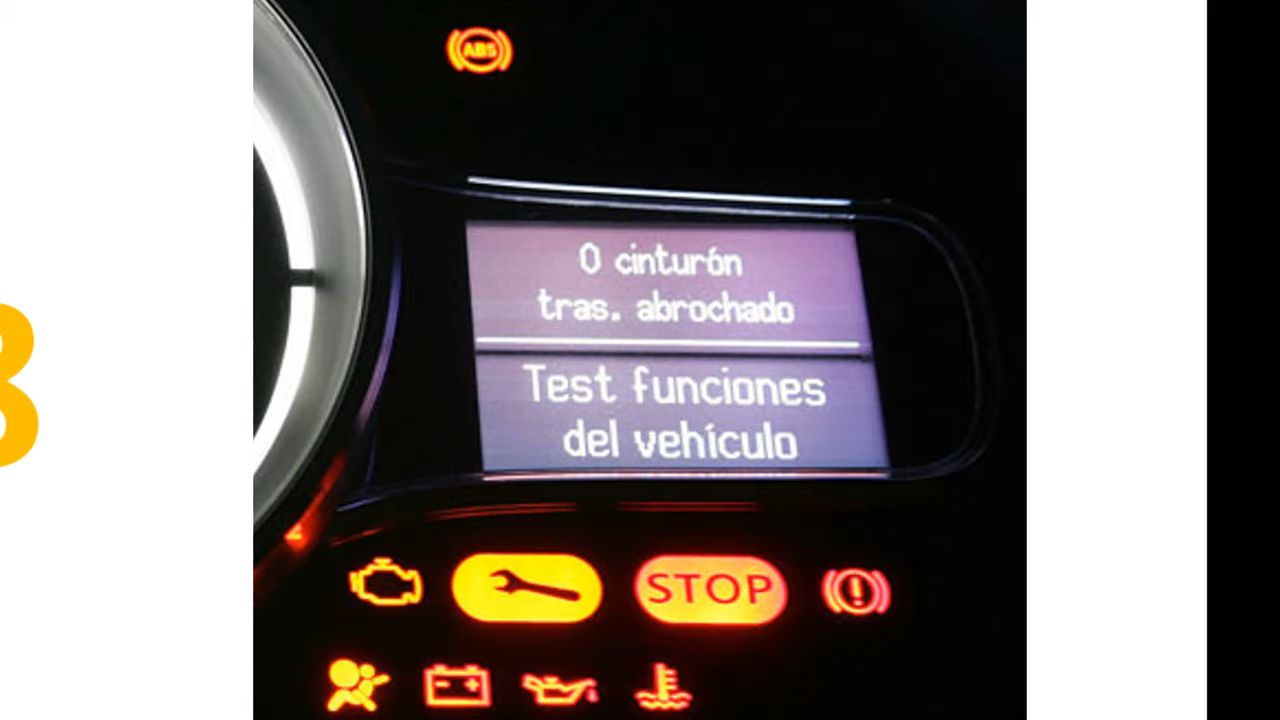 ABS
0 cinturón
tras. abrochado
Test funciones
del vehículo
STOP